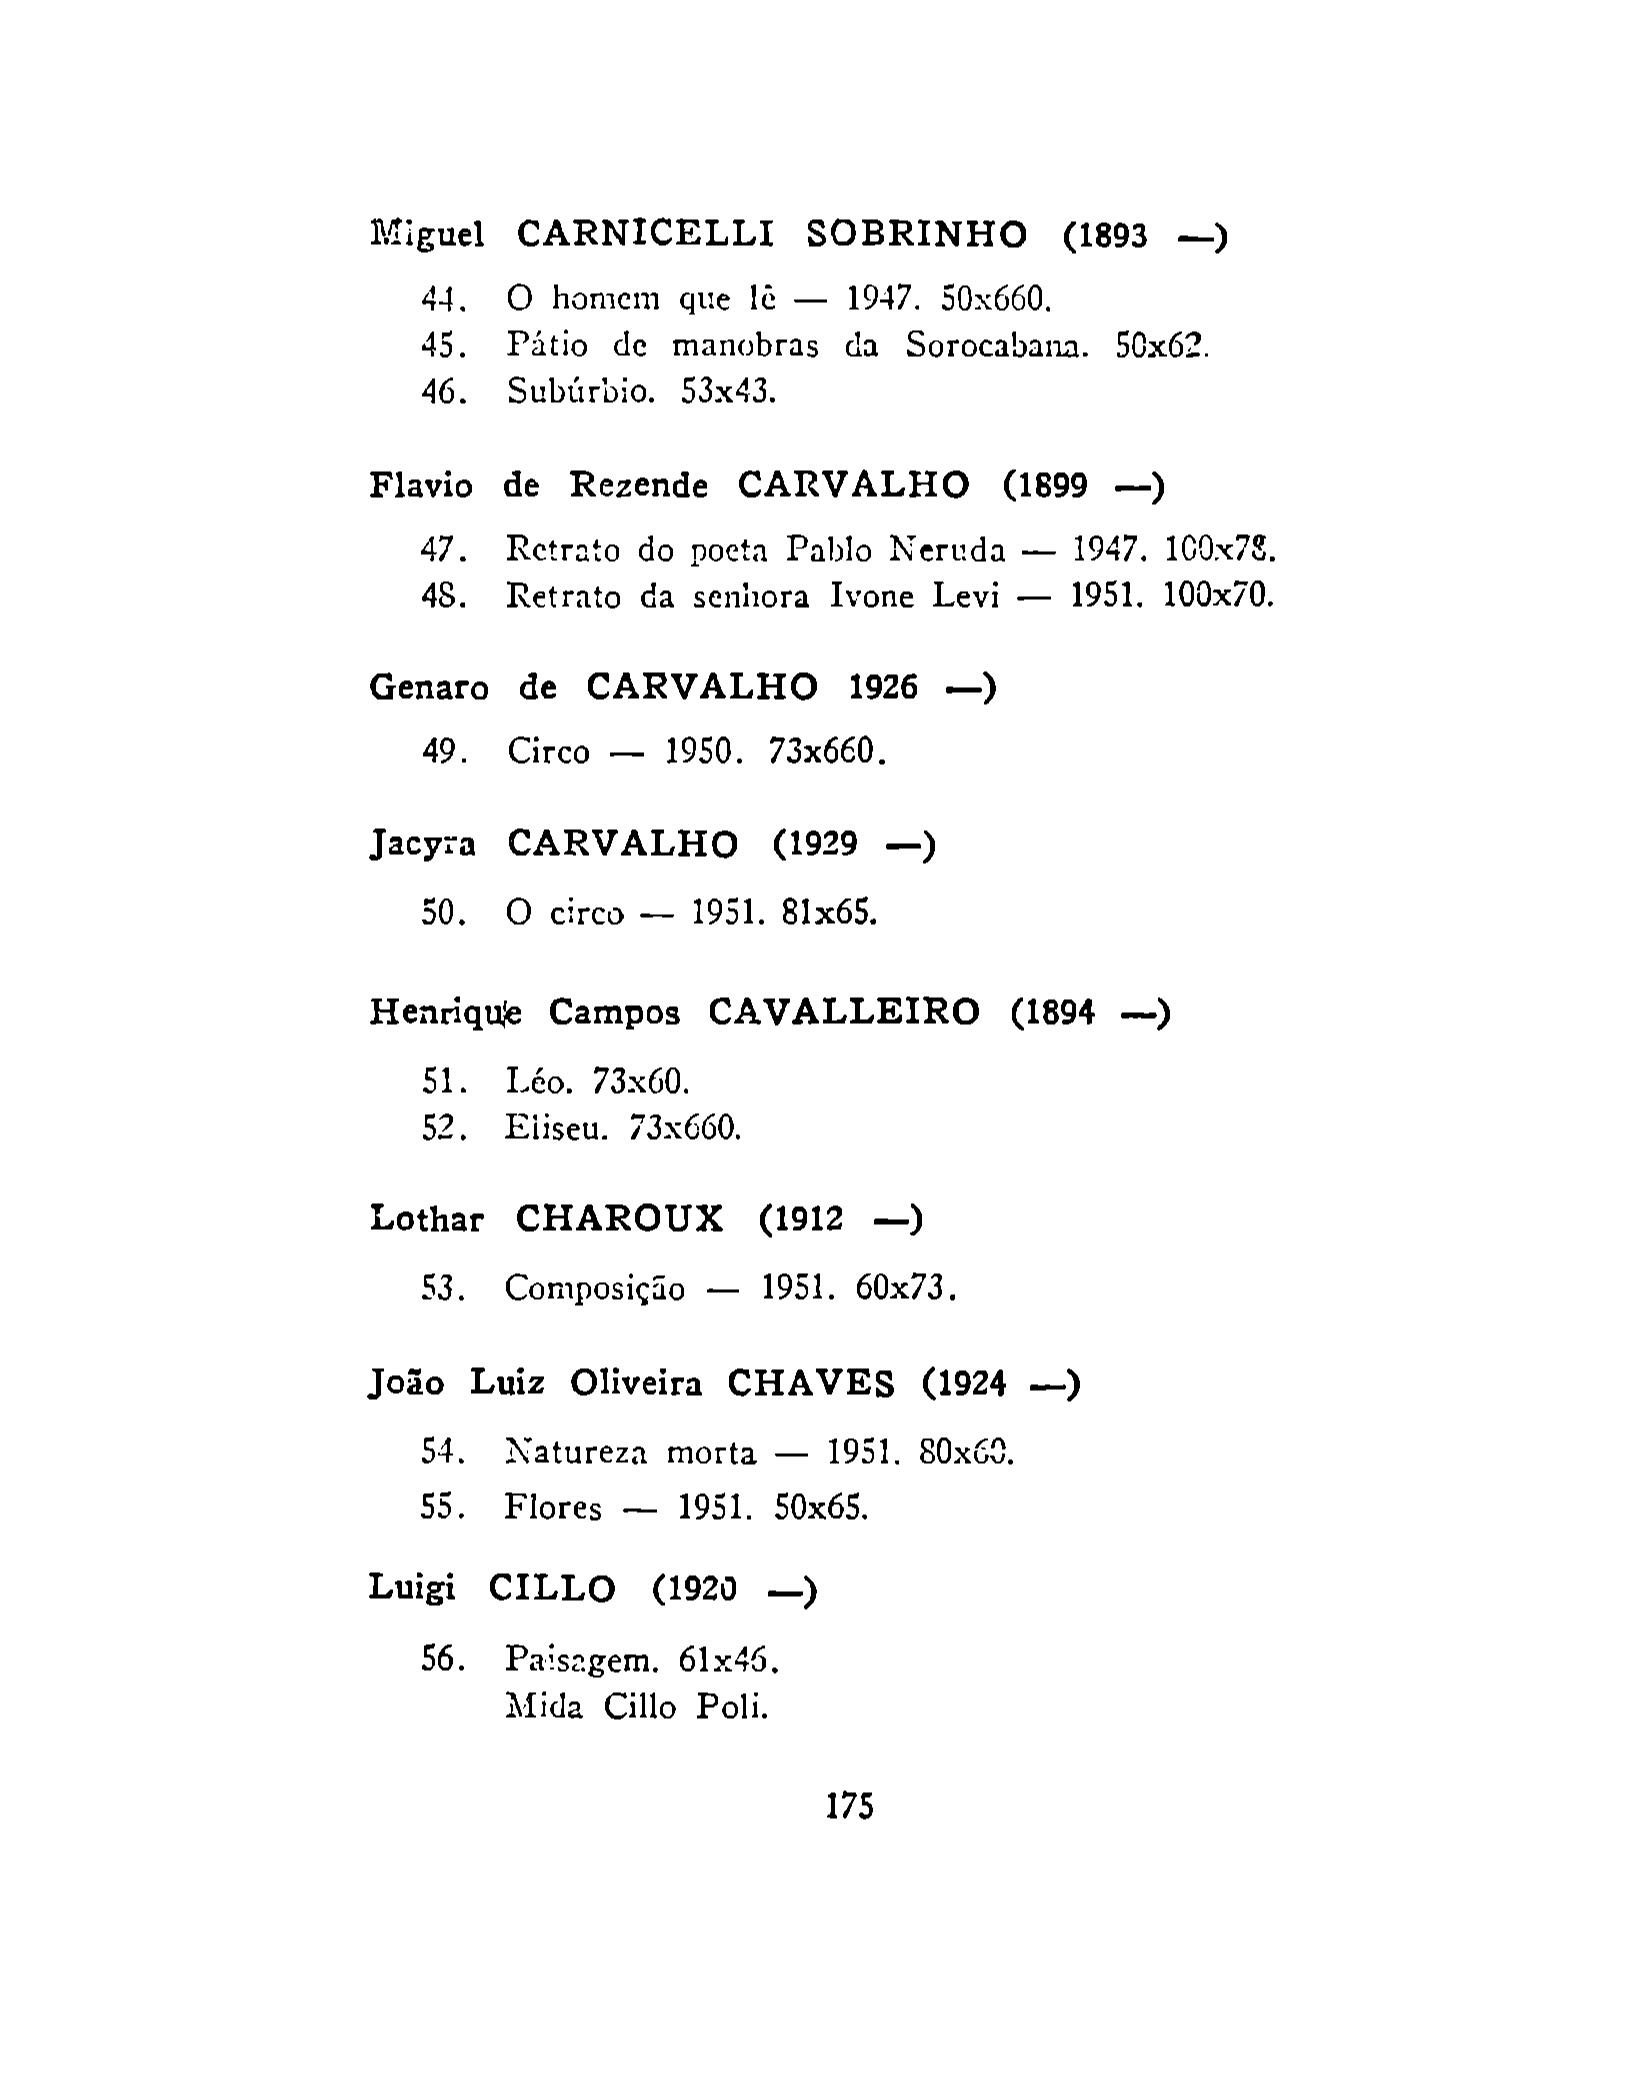 Miguel CARNICELLI SOBRINHO (1893 —)
44. O homem que lê — 1947. 50x660.
45. Pátio de manobras da Sorocabana. 50x62.
46. Subúrbio. 53x43.
Flavio de Rezende CARVALHO (1899 —)
47. Retrato do poeta Pablo Neruda — 1947. 100x78.
48. Retrato da senhora Ivone Levi — 1951. 100x70.
Genaro de CARVALHO 1926 —)
49. Circo — 1950. 73x660.
Jacyra CARVALHO (1929 —)
50. O circo — 1951. 81x65.
Henrique Campos CAVALLEIRO (1894 —)
51. Léo. 73x60.
52. Eliseu. 73x660.
Lothar CHAROUX (1912 —)
53. Composição — 1951. 60x73.
João Luiz Oliveira CHAVES (1924 —)
54. Natureza morta — 1951. 80x60.
55. Flores — 1951. 50x65.
Luigi CILLO (1920 —)
56. Paisagem. 61x46.
Mida Cillo Poli.
175